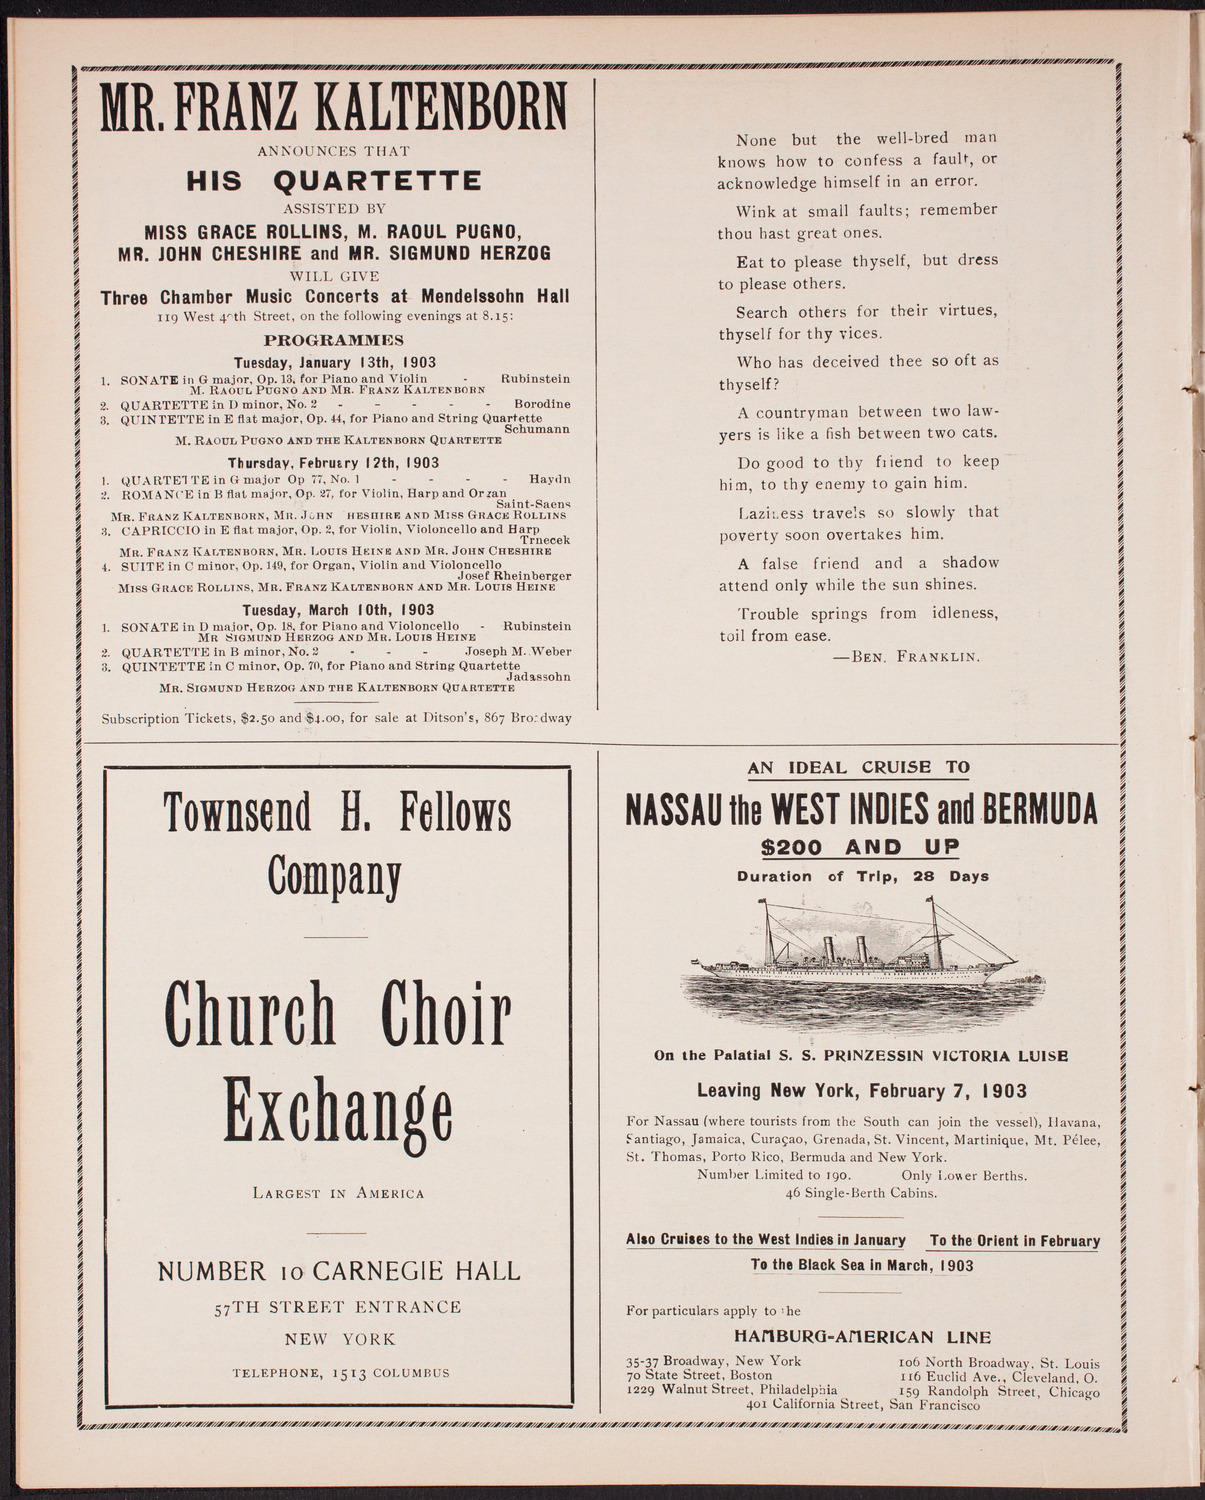 MR. FRANZ KALTENBORN
ANNOUNCES THAT
HIS QUARTETTE
ASSISTED BY
MISS GRACE ROLLINS, M. RAOUL PUGNO,
MR. JOHN CHESHIRE and MR. SIGMUND HERZOG
WILL GIVE
Three Chamber Music Concerts at Mendelssohn Hall
119 West 40th Street, on the following evenings at 8.15:
PROGRAMMES
Tuesday, January 13th, 1903
1. SONATE in G major, Op. 13, for Piano and Violin - Rubinstein
M. RAOUL PUGNO AND MR. FRANZ KALTENBORN
2. QUARTETTE in D minor, No. 2 - - - - - Borodine
3. QUINTETTE in E flat major, Op. 44, for Piano and String Quartette
Schumann
M. RAOUL PUGNO AND THE KALTENBORN QUARTETTE
Thursday, February 12th, 1903
1. QUARTETTE in G major Op 77, No. 1 - - - - Haydn
2. ROMANCE in B flat major, Op. 27, for Violin, Harp and Organ
Saint-Saens
MR. FRANZ KALTENBORN, MR. JOHN HESHIRE AND MISS GRACE ROLLINS
3. CAPRICCIO in E flat major, Op. 2, for Violin, Violoncello and Harp
Trnecek
MR. FRANZ KALTENBORN, MR. LOUIS HEINE AND MR. JOHN CHESHIRE
4. SUITE in C minor, Op. 149, for Organ, Violin and Violoncello
Josef Rheinberger
MISS GRACE ROLLINS, MR. FRANZ KALTENBORN AND MR. LOUIS HEINE
Tuesday, March 10th, 1903
1. SONATE in D major, Op. 18, for Piano and Violoncello - Rubinstein
MR SIGMUND HERZOG AND MR. LOUIS HEINE
2. QUARTETTE in B minor, No. 2 - - - Joseph M. Weber
3. QUINTETTE in C minor, Op. 70, for Piano and String Quartette
Jadassohn
MR. SIGMUND HERZOG AND THE KALTENBORN QUARTETTE
Subscription Tickets, $2.50 and $4.00, for sale at Ditson's, 867 Broadway
None but the well-bred man
knows how to confess a fault, or
acknowledge himself in an error.
Wink at small faults; remember
thou hast great ones.
Eat to please thyself, but dress
to please others.
Search others for their virtues,
thyself for thy vices.
Who has deceived thee so oft as
thyself?
A countryman between two law-
yers is like a fish between two cats.
Do good to thy friend to keep
him, to thy enemy to gain him.
Laziness travels so slowly that
poverty soon overtakes him.
A false friend and a shadow
attend only while the sun shines.
Trouble springs from idleness,
toil from ease.
—BEN. FRANKLIN.
Townsend H. Fellows
Company
Church Choir
Exchange
LARGEST IN AMERICA
NUMBER 10 CARNEGIE HALL
57TH STREET ENTRANCE
NEW YORK
TELEPHONE, 1513 COLUMBUS
AN IDEAL CRUISE TO
NASSAU the WEST INDIES and BERMUDA
$200 AND UP
Duration of Trip, 28 Days
On the Palatial S. S. PRINZESSIN VICTORIA LUISE
Leaving New York, February 7, 1903
For Nassau (where tourists from the South can join the vessel), Havana,
Santiago, Jamaica, Curaçao, Grenada, St. Vincent, Martinique, Mt. Pélee,
St. Thomas, Porto Rico, Bermuda and New York.
Number Limited to 190. Only Lower Berths.
46 Single-Berth Cabins.
Also Cruises to the West Indies in January To the Orient in February
To the Black Sea in March, 1903
For particulars apply to the
HAMBURG-AMERICAN LINE
35-37 Broadway, New York
70 State Street, Boston
1229 Walnut Street, Philadelphia
106 North Broadway, St. Louis
116 Euclid Ave., Cleveland, O.
159 Randolph Street, Chicago
401 California Street, San Francisco